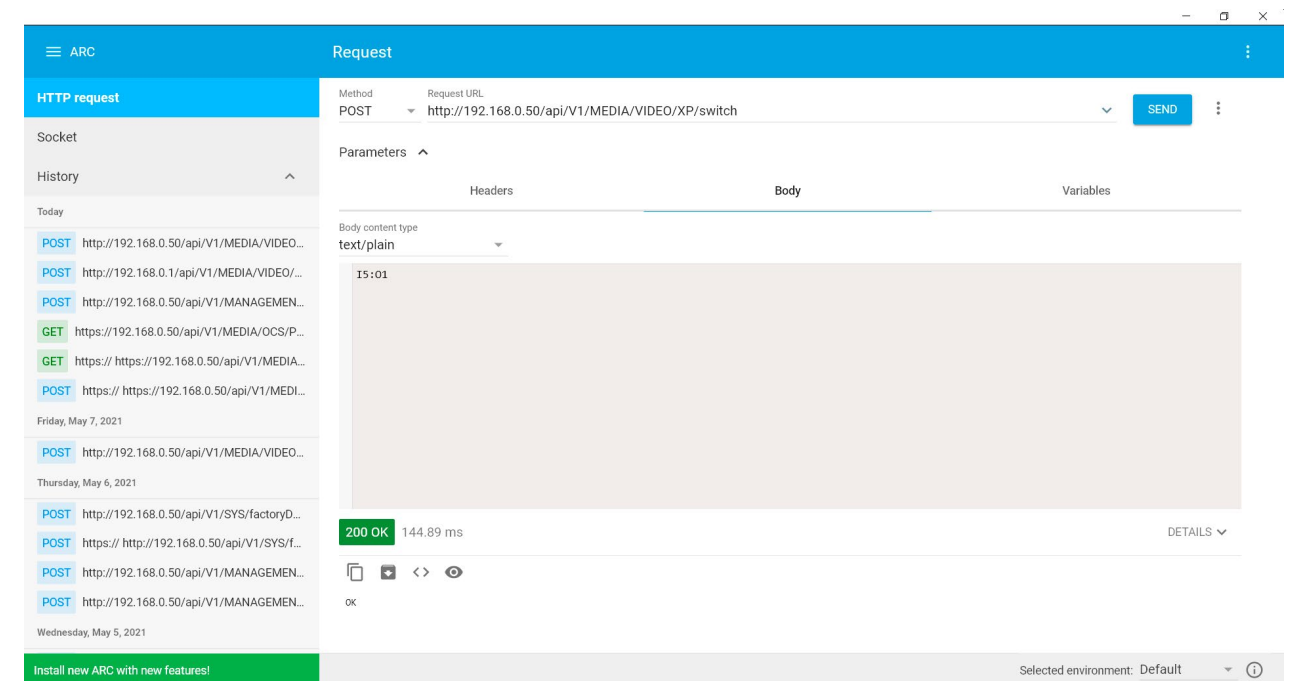 ARC
Request
HTTP request
Socket
History
Today
POST http://192.168.0.50/api/V1/MEDIA/VIDEO...
POST http://192.168.0.1/api/V1/MEDIA/VIDEO/...
POST http://192.168.0.50/api/V1/MANAGEMEN...
GET https://192.168.0.50/api/V1/MEDIA/OCS/P...
GET https:// https://192.168.0.50/api/V1/MEDIA...
POST https:// https://192.168.0.50/api/V1/MEDI...
Friday, May 7, 2021
POST http://192.168.0.50/api/V1/MEDIA/VIDEO...
Thursday, May 6, 2021
POST http://192.168.0.50/api/V1/SYS/factoryD...
POST https:// http://192.168.0.50/api/V1/SYS/f...
POST http://192.168.0.50/api/V1/MANAGEMEN...
POST http://192.168.0.50/api/V1/MANAGEMEN...
Wednesday, May 5, 2021
Install new ARC with new features!
Method Request URL
POST http://192.168.0.50/api/V1/MEDIA/VIDEO/XP/switch
SEND
Parameters
Headers Body Variables
Body content type
text/plain
I5:O1
200 OK 144.89 ms DETAILS
OK
Selected environment: Default